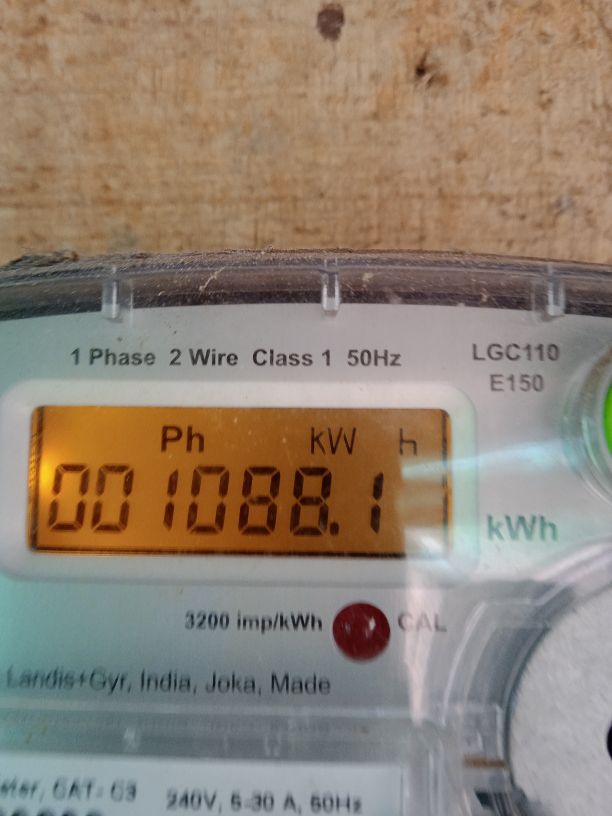 1 Phase 2 Wire Class 1 50Hz
LGC110
E150
Ph kW h
001088.1
kWh
3200 imp/kWh CAL
Landis+Gyr, India, Joka, Made
240V, 5-30 A, 50Hz